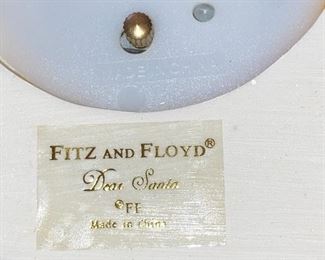 FITZ AND FLOYD®
Dear Santa
©FF
Made in China